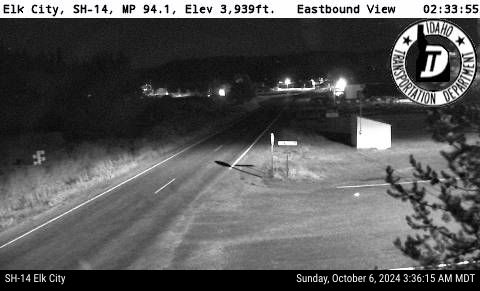 Elk City, SH-14, MP 94.1, Elev 3,939ft. Eastbound View 02:33:55
IDAHO
TRANSPORTATION DEPARTMENT
SH-14 Elk City Sunday, October 6, 2024 3:36:15 AM MDT